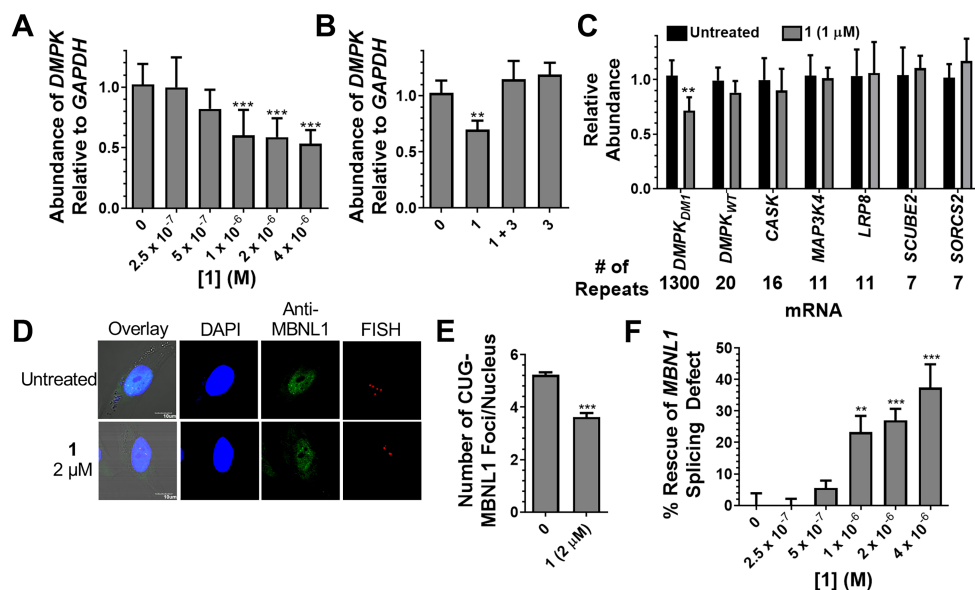 A
Abundance of DMPK
Relative to GAPDH
1.0
0.5
0.0
***
***
***
0
2.5 x 10⁻⁷
5 x 10⁻⁷
1 x 10⁻⁶
2 x 10⁻⁶
4 x 10⁻⁶
[1] (M)
B
Abundance of DMPK
Relative to GAPDH
1.0
0.5
0.0
**
0
1
1 + 3
3
C
Untreated
1 (1 µM)
Relative
Abundance
1.0
0.5
0.0
**
DMPK_DM1
DMPK_WT
CASK
MAP3K4
LRP8
SCUBE2
SORCS2
# of
Repeats
1300 20 16 11 11 7 7
mRNA
D
Overlay DAPI Anti-
MBNL1 FISH
Untreated
10µm
1
2 µM
10µm
E
Number of CUG-
MBNL1 Foci/Nucleus
6
4
2
0
***
0
1 (2 µM)
F
% Rescue of MBNL1
Splicing Defect
50
40
30
20
10
0
**
***
***
0
2.5 x 10⁻⁷
5 x 10⁻⁷
1 x 10⁻⁶
2 x 10⁻⁶
4 x 10⁻⁶
[1] (M)